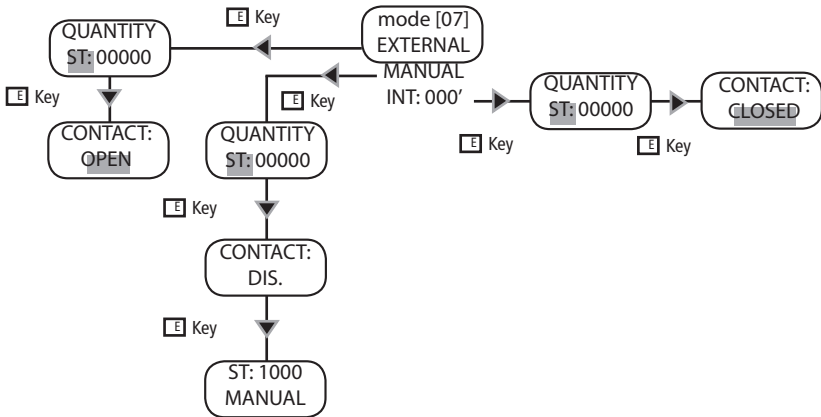 E Key
mode [07]
EXTERNAL
MANUAL
INT: 000’
QUANTITY
ST: 00000
E Key
CONTACT:
OPEN
E Key
QUANTITY
ST: 00000
E Key
CONTACT:
DIS.
E Key
ST: 1000
MANUAL
QUANTITY
ST: 00000
E Key
CONTACT:
CLOSED
E Key